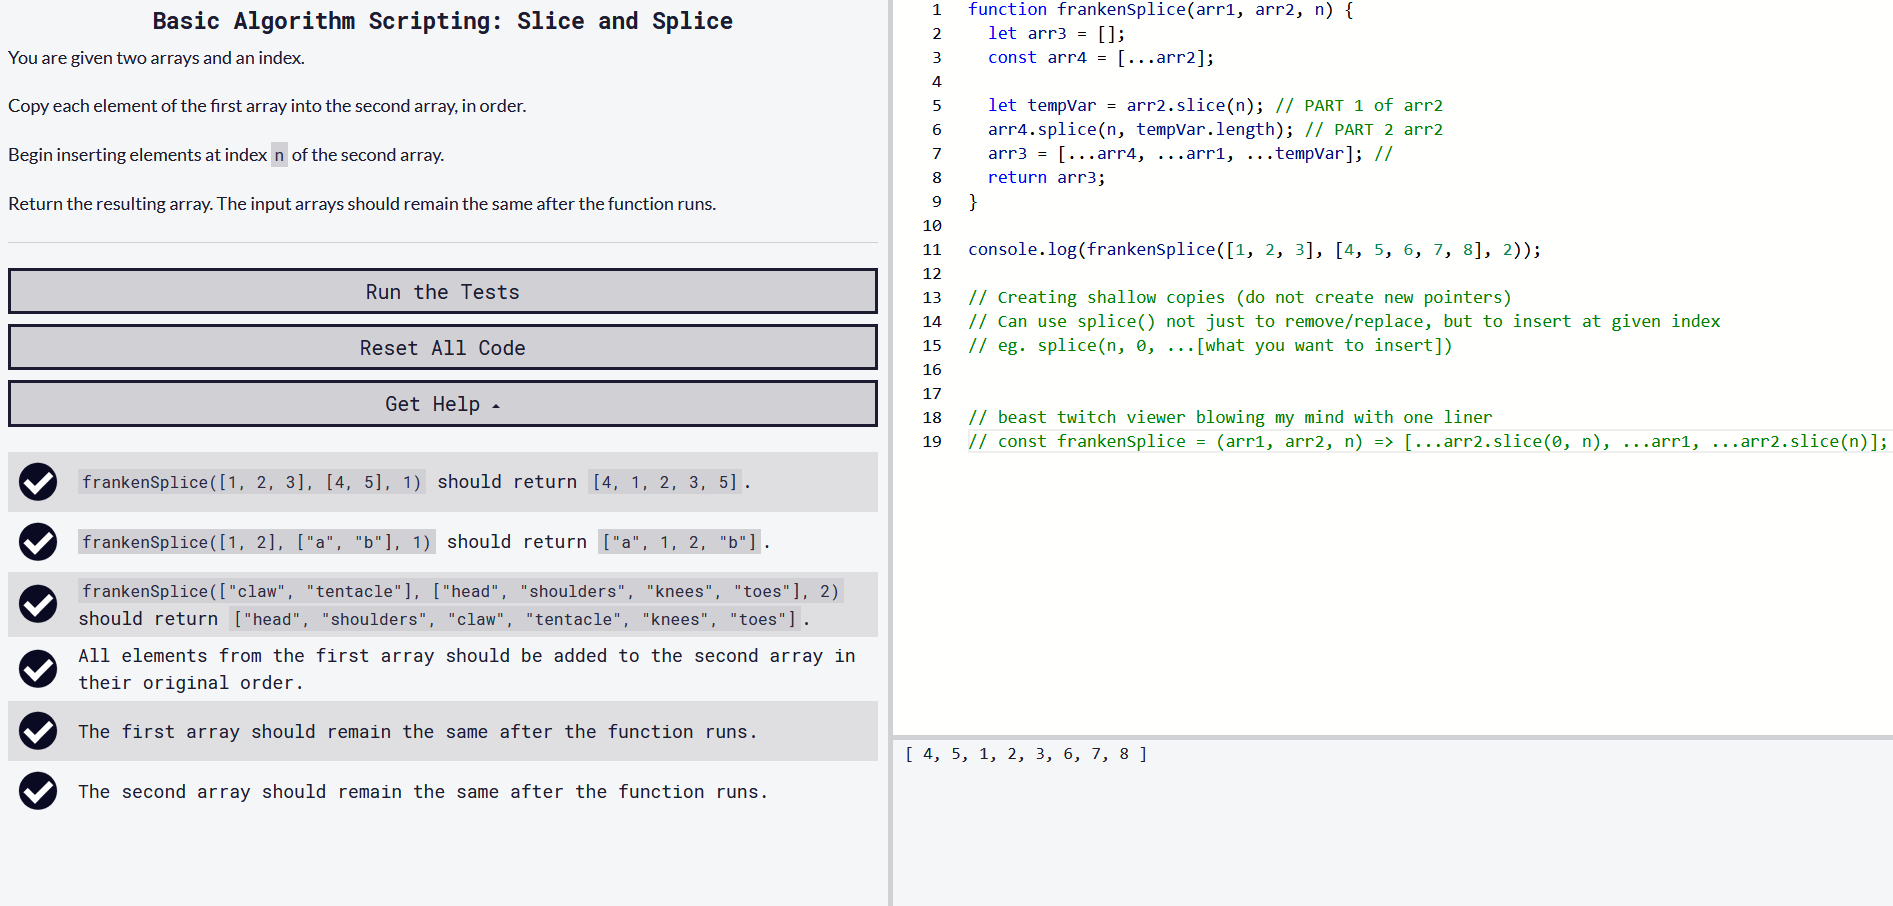 Basic Algorithm Scripting: Slice and Splice
You are given two arrays and an index.
Copy each element of the first array into the second array, in order.
Begin inserting elements at index n of the second array.
Return the resulting array. The input arrays should remain the same after the function runs.
Run the Tests
Reset All Code
Get Help
frankenSplice([1, 2, 3], [4, 5], 1) should return [4, 1, 2, 3, 5].
frankenSplice([1, 2], ["a", "b"], 1) should return ["a", 1, 2, "b"].
frankenSplice(["claw", "tentacle"], ["head", "shoulders", "knees", "toes"], 2)
should return ["head", "shoulders", "claw", "tentacle", "knees", "toes"].
All elements from the first array should be added to the second array in
their original order.
The first array should remain the same after the function runs.
The second array should remain the same after the function runs.
1 function frankenSplice(arr1, arr2, n) {
2 let arr3 = [];
3 const arr4 = [...arr2];
4
5 let tempVar = arr2.slice(n); // PART 1 of arr2
6 arr4.splice(n, tempVar.length); // PART 2 arr2
7 arr3 = [...arr4, ...arr1, ...tempVar]; //
8 return arr3;
9 }
10
11 console.log(frankenSplice([1, 2, 3], [4, 5, 6, 7, 8], 2));
12
13 // Creating shallow copies (do not create new pointers)
14 // Can use splice() not just to remove/replace, but to insert at given index
15 // eg. splice(n, 0, ...[what you want to insert])
16
17
18 // beast twitch viewer blowing my mind with one liner
19 // const frankenSplice = (arr1, arr2, n) => [...arr2.slice(0, n), ...arr1, ...arr2.slice(n)];
[ 4, 5, 1, 2, 3, 6, 7, 8 ]